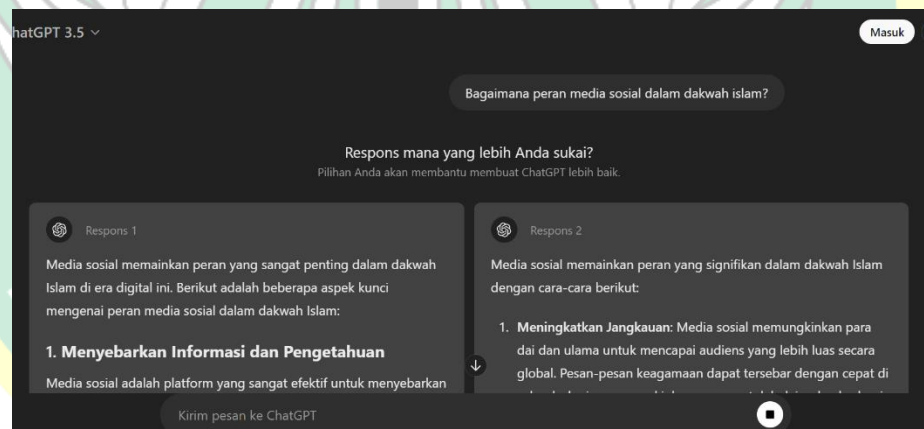 hatGPT 3.5
Masuk
Bagaimana peran media sosial dalam dakwah islam?
Respons mana yang lebih Anda sukai?
Pilihan Anda akan membantu membuat ChatGPT lebih baik.
Respons 1
Media sosial memainkan peran yang sangat penting dalam dakwah
Islam di era digital ini. Berikut adalah beberapa aspek kunci
mengenai peran media sosial dalam dakwah Islam:
1. Menyebarkan Informasi dan Pengetahuan
Media sosial adalah platform yang sangat efektif untuk menyebarkan
Respons 2
Media sosial memainkan peran yang signifikan dalam dakwah Islam
dengan cara-cara berikut:
1. Meningkatkan Jangkauan: Media sosial memungkinkan para
dai dan ulama untuk mencapai audiens yang lebih luas secara
global. Pesan-pesan keagamaan dapat tersebar dengan cepat di
Kirim pesan ke ChatGPT